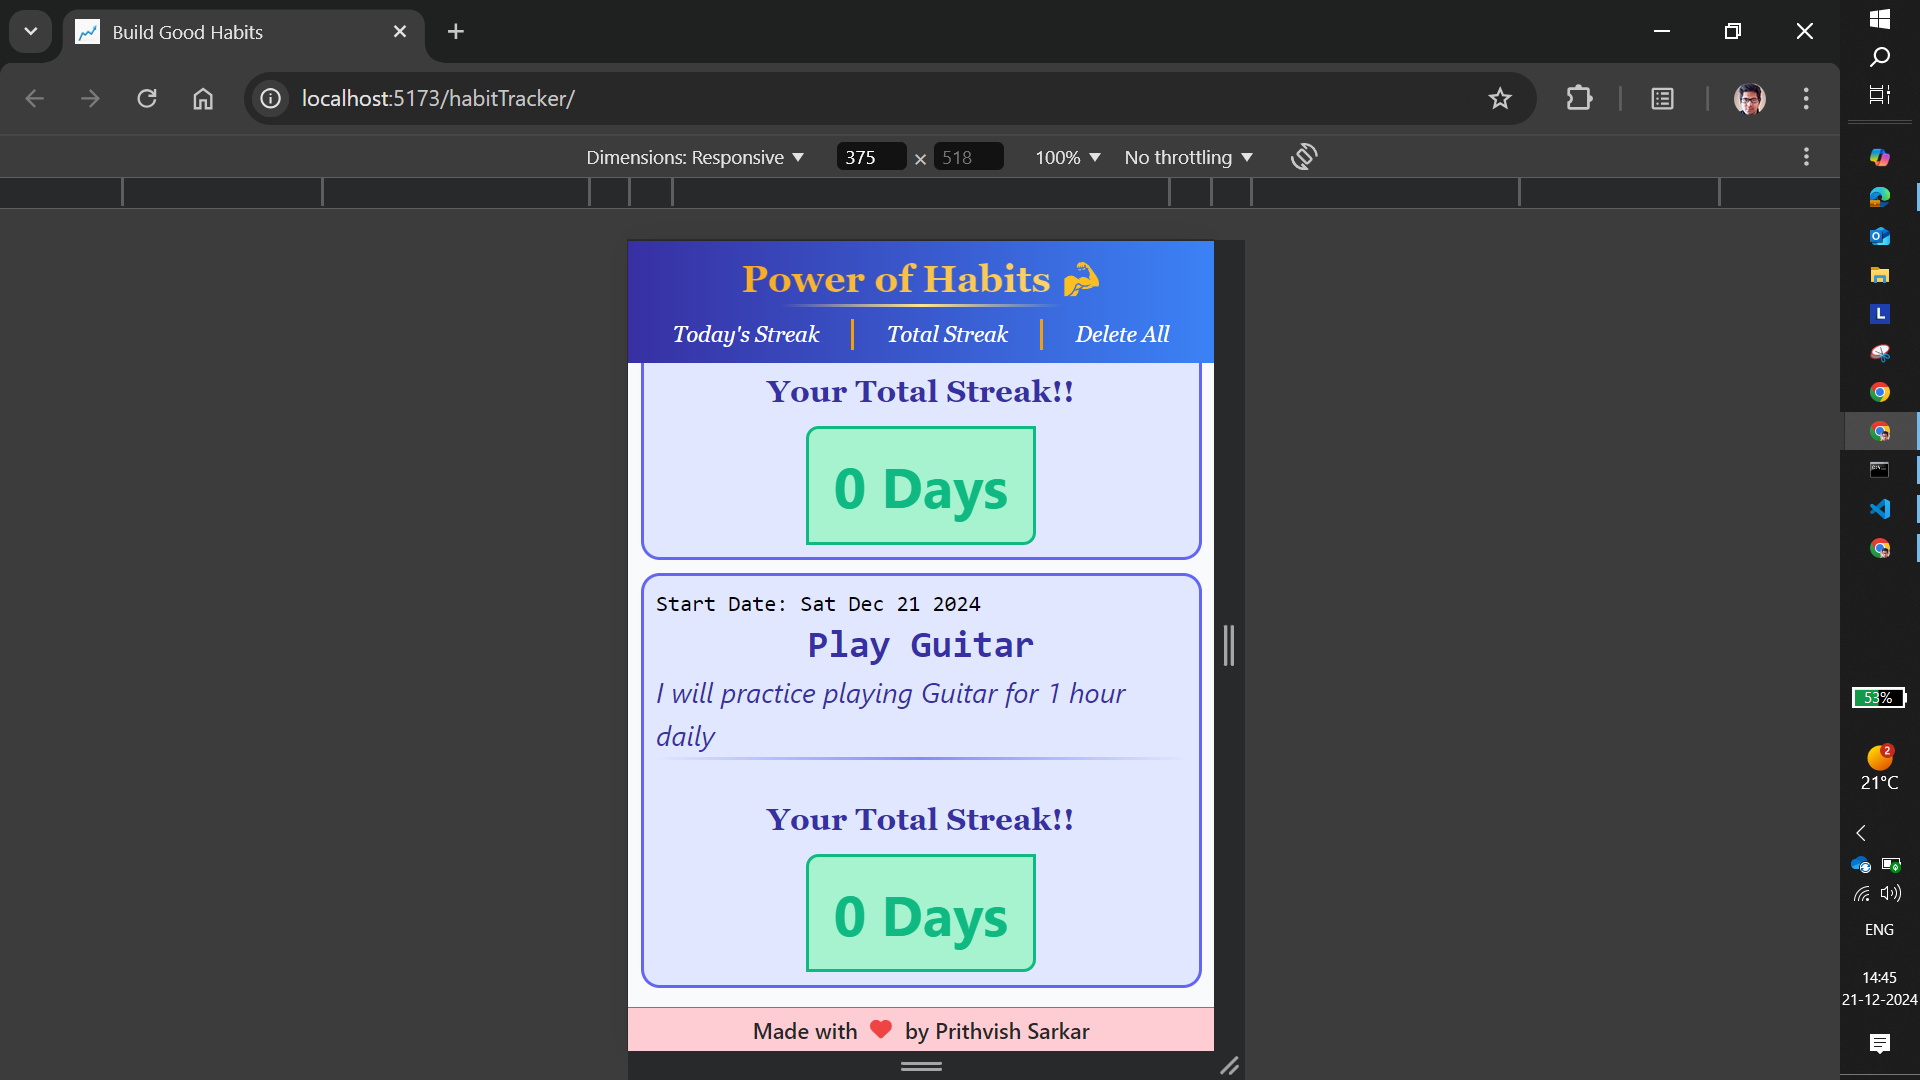 Build Good Habits
localhost:5173/habitTracker/
Dimensions: Responsive 375 × 518 100% No throttling
Power of Habits
Today's Streak Total Streak Delete All
Your Total Streak!!
0 Days
Start Date: Sat Dec 21 2024
Play Guitar
I will practice playing Guitar for 1 hour
daily
Your Total Streak!!
0 Days
Made with by Prithvish Sarkar
L
53%
2
21°C
ENG
14:45
21-12-2024